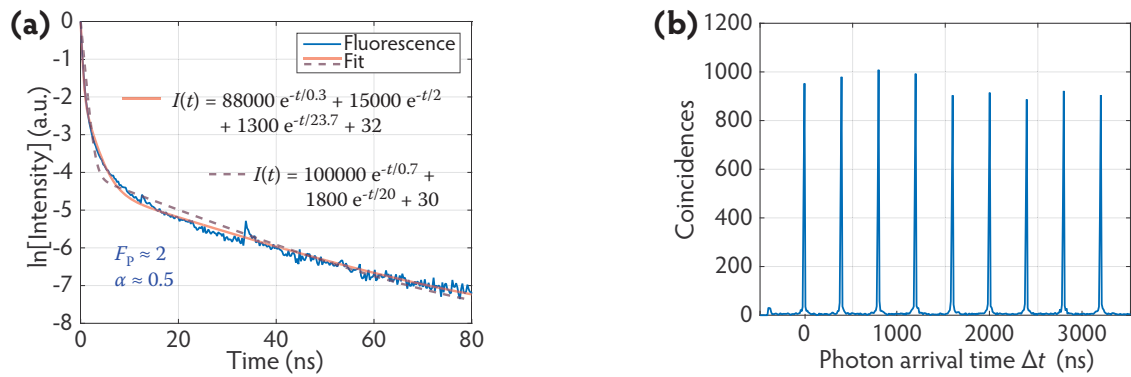 (a)
ln[Intensity] (a.u.)
0
-1
-2
-3
-4
-5
-6
-7
-8
Fluorescence
Fit
I(t) = 88000 e^-t/0.3 + 15000 e^-t/2
+ 1300 e^-t/23.7 + 32
I(t) = 100000 e^-t/0.7 +
1800 e^-t/20 + 30
F_P ≈ 2
α ≈ 0.5
0 20 40 60 80
Time (ns)
(b)
Coincidences
1200
1000
800
600
400
200
0
0 1000 2000 3000
Photon arrival time Δt (ns)